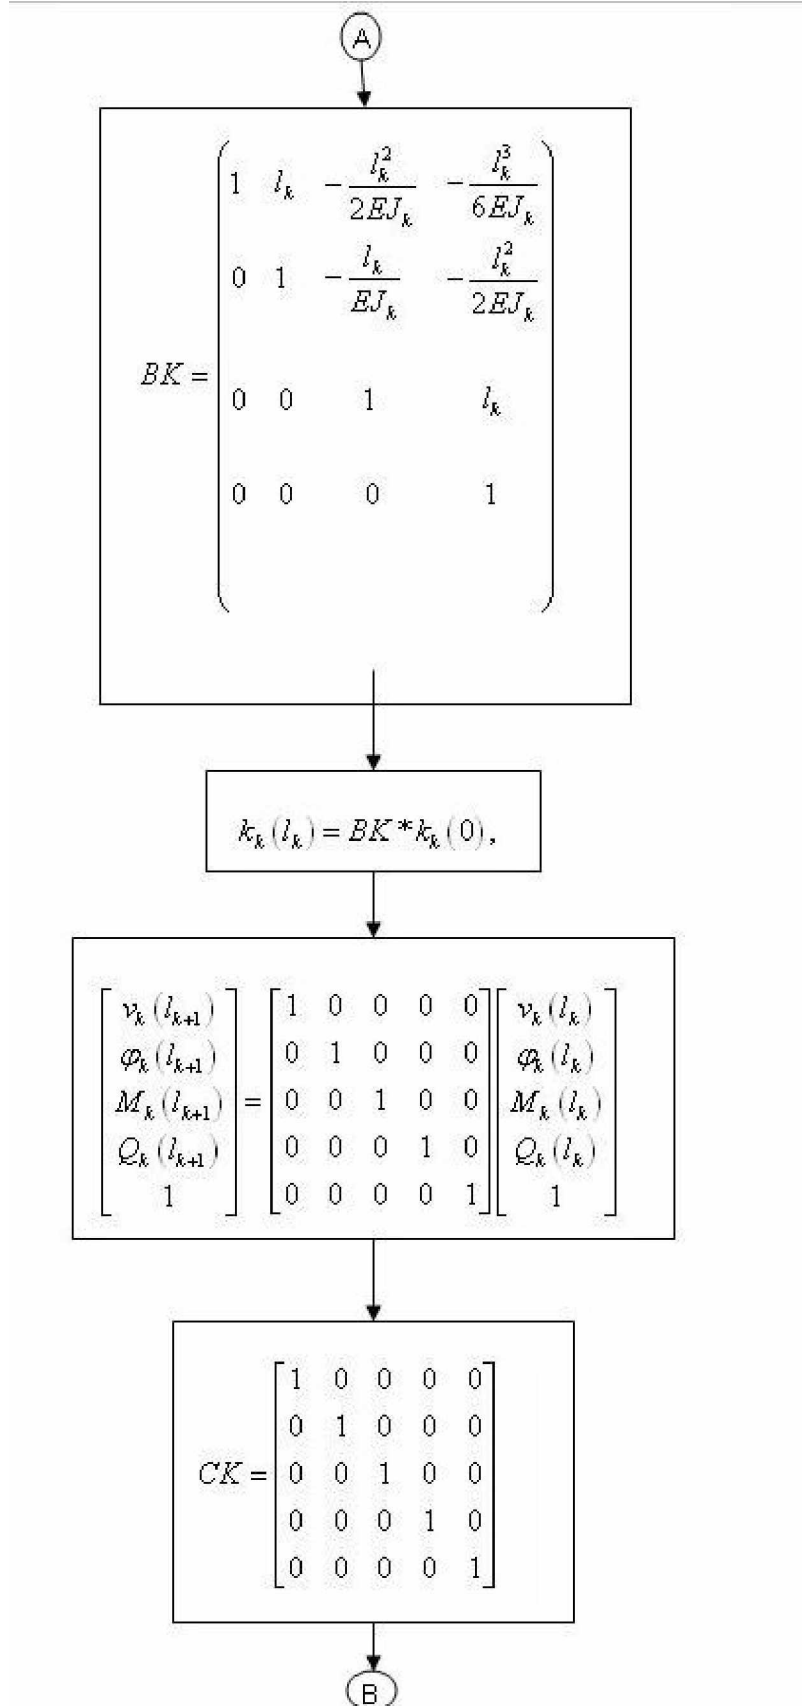 A
BK = ( 1 l_k -l_k^2/2EJ_k -l_k^3/6EJ_k
0 1 -l_k/EJ_k -l_k^2/2EJ_k
0 0 1 l_k
0 0 0 1 )
k_k(l_k) = BK * k_k(0),
[ v_k(l_{k+1}) ] [ 1 0 0 0 0 ] [ v_k(l_k) ]
[ φ_k(l_{k+1}) ] [ 0 1 0 0 0 ] [ φ_k(l_k) ]
[ M_k(l_{k+1}) ] = [ 0 0 1 0 0 ] [ M_k(l_k) ]
[ Q_k(l_{k+1}) ] [ 0 0 0 1 0 ] [ Q_k(l_k) ]
[ 1 ] [ 0 0 0 0 1 ] [ 1 ]
[ 1 0 0 0 0 ]
[ 0 1 0 0 0 ]
CK = [ 0 0 1 0 0 ]
[ 0 0 0 1 0 ]
[ 0 0 0 0 1 ]
B